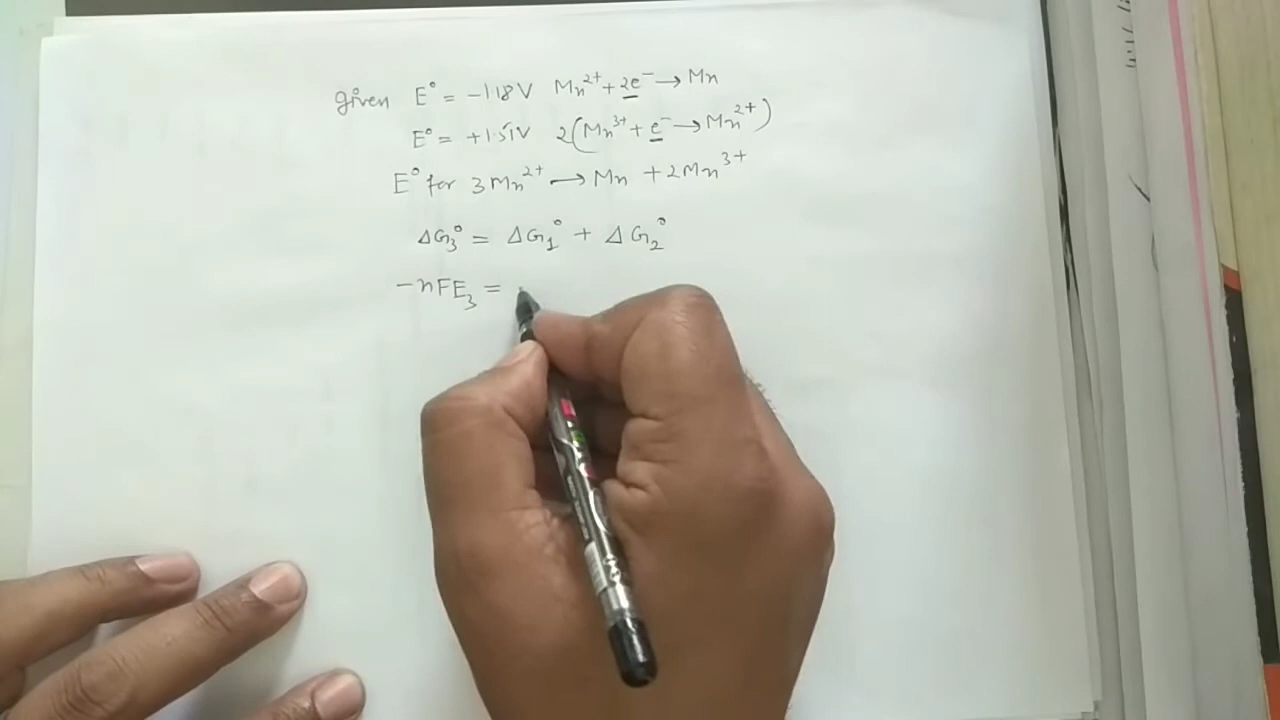 given E° = -1.18V Mn²⁺ + 2e⁻ → Mn
E° = +1.51V 2(Mn³⁺ + e⁻ → Mn²⁺)
E° for 3Mn²⁺ → Mn + 2Mn³⁺
ΔG₃° = ΔG₁° + ΔG₂°
-nFE₃ =